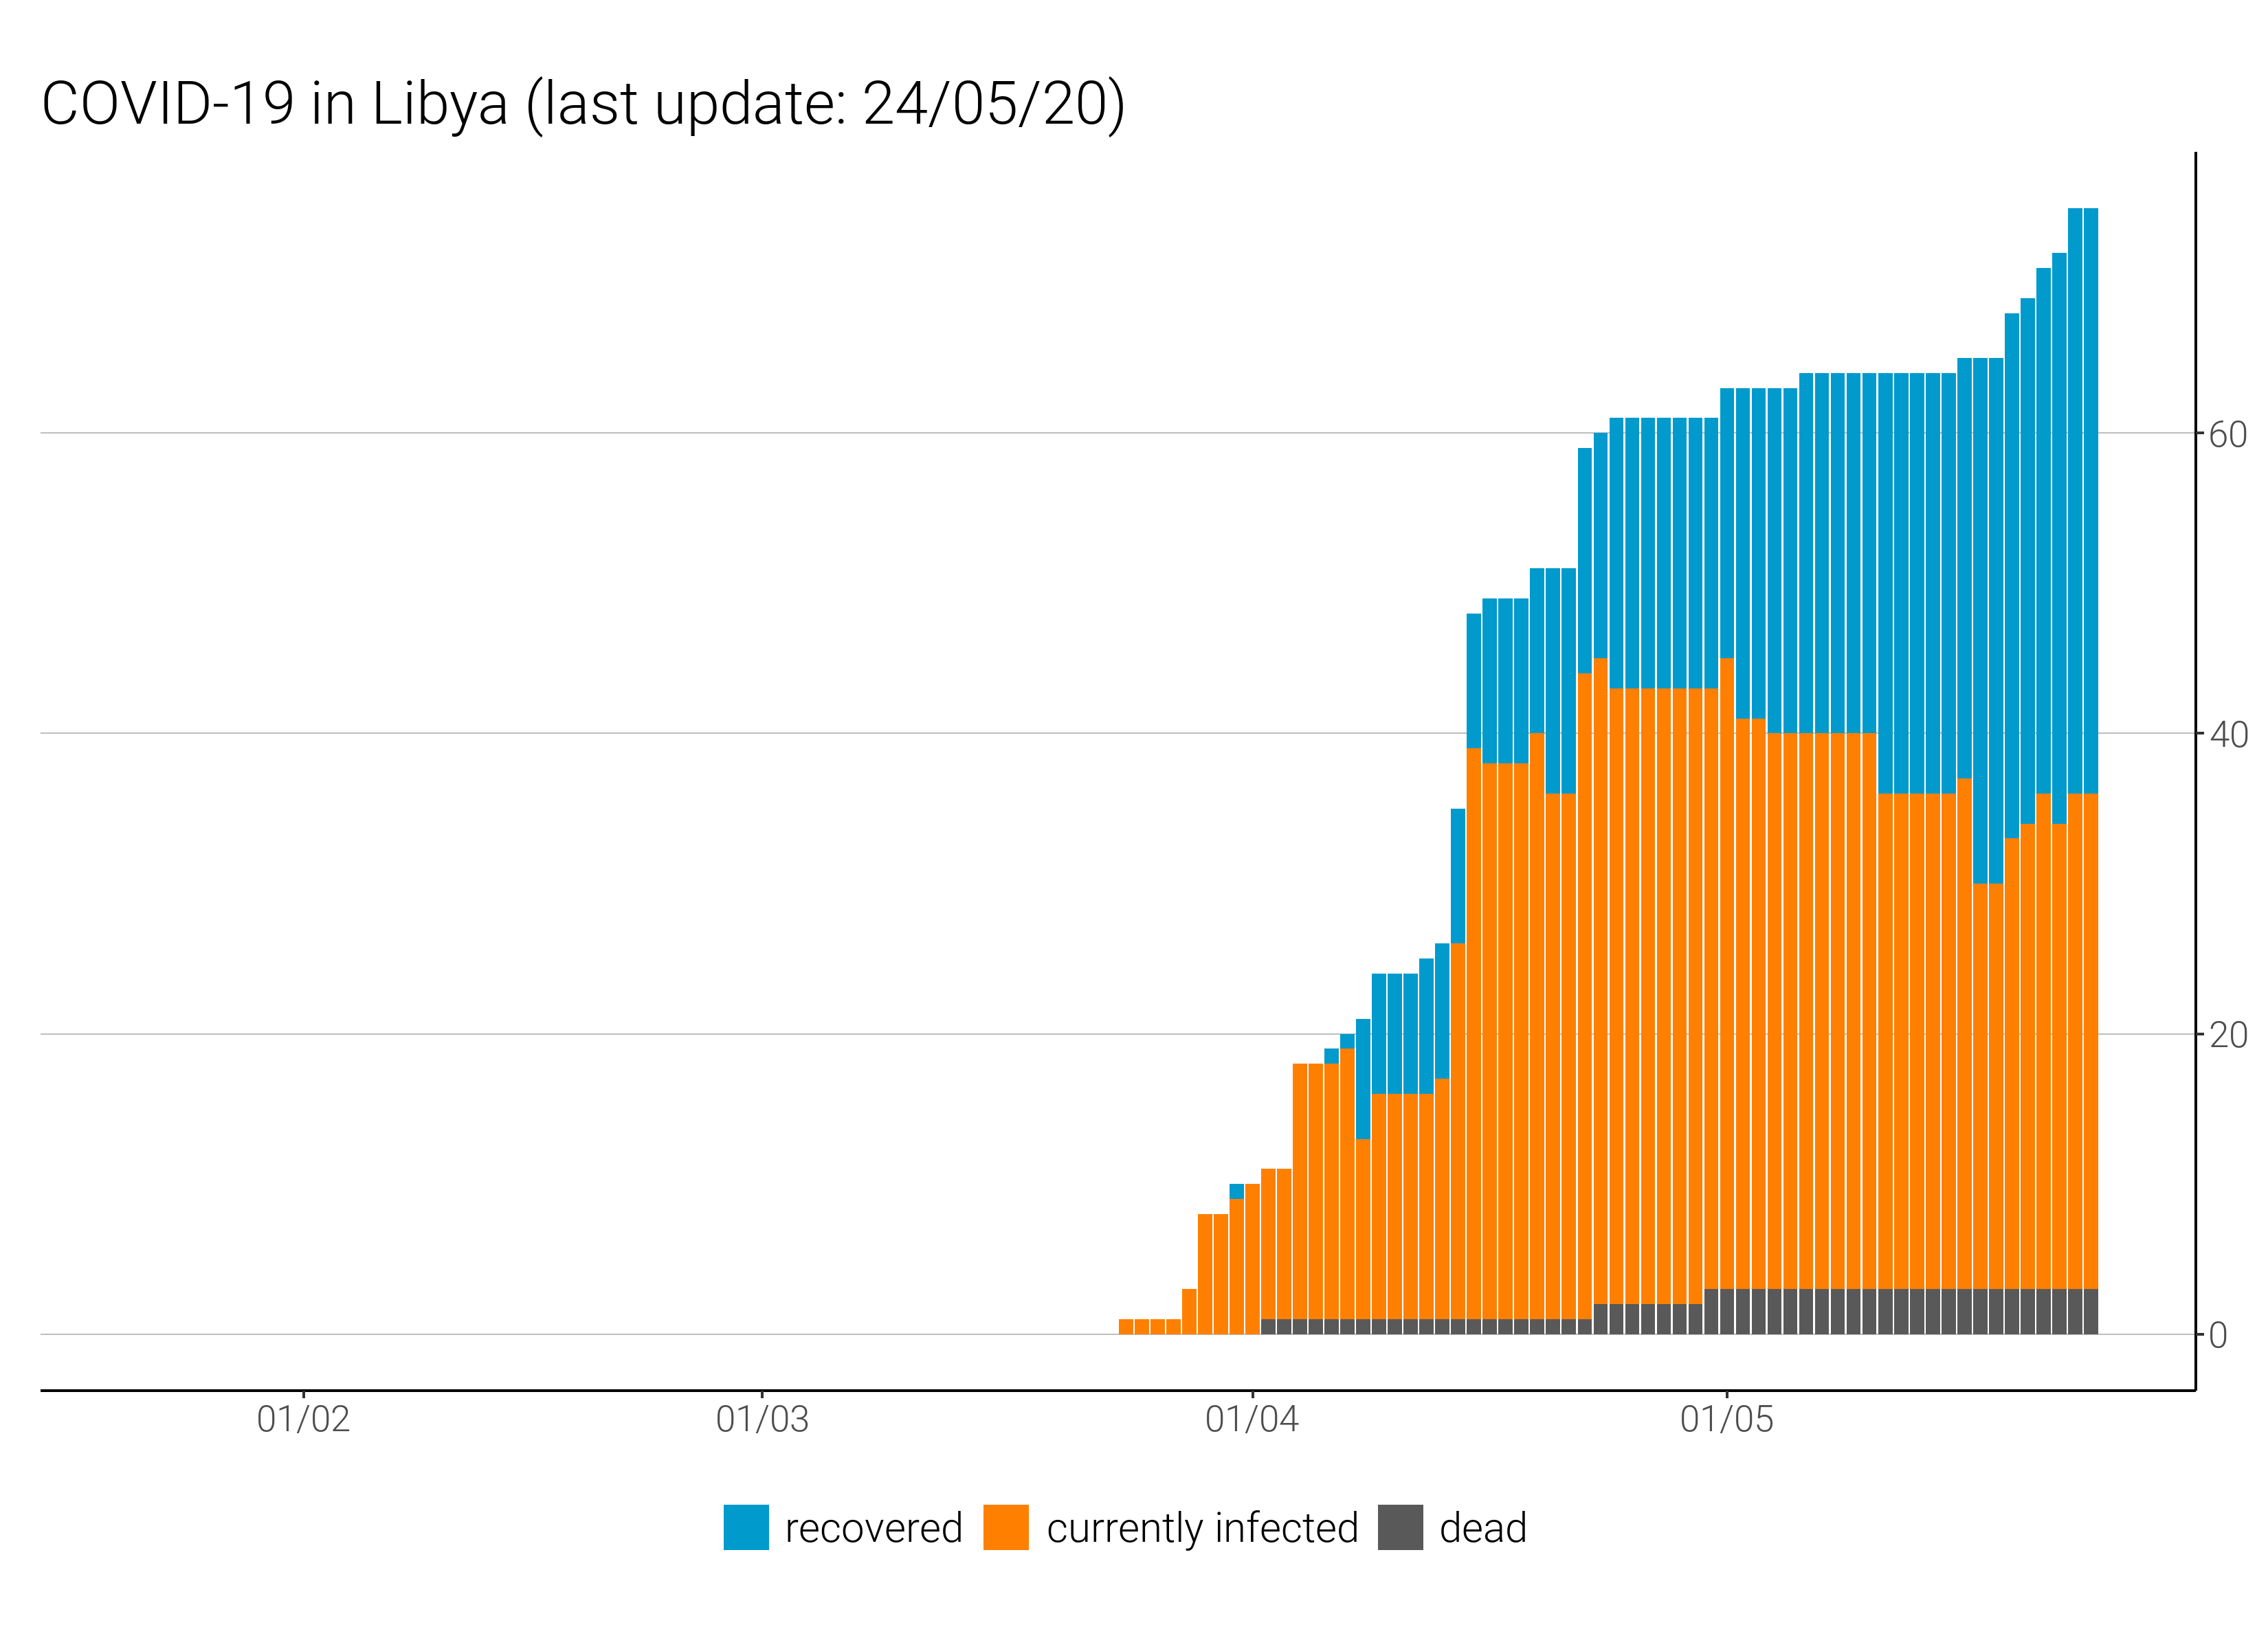 COVID-19 in Libya (last update: 24/05/20)
60
40
20
0
01/02 01/03 01/04 01/05
recovered currently infected dead